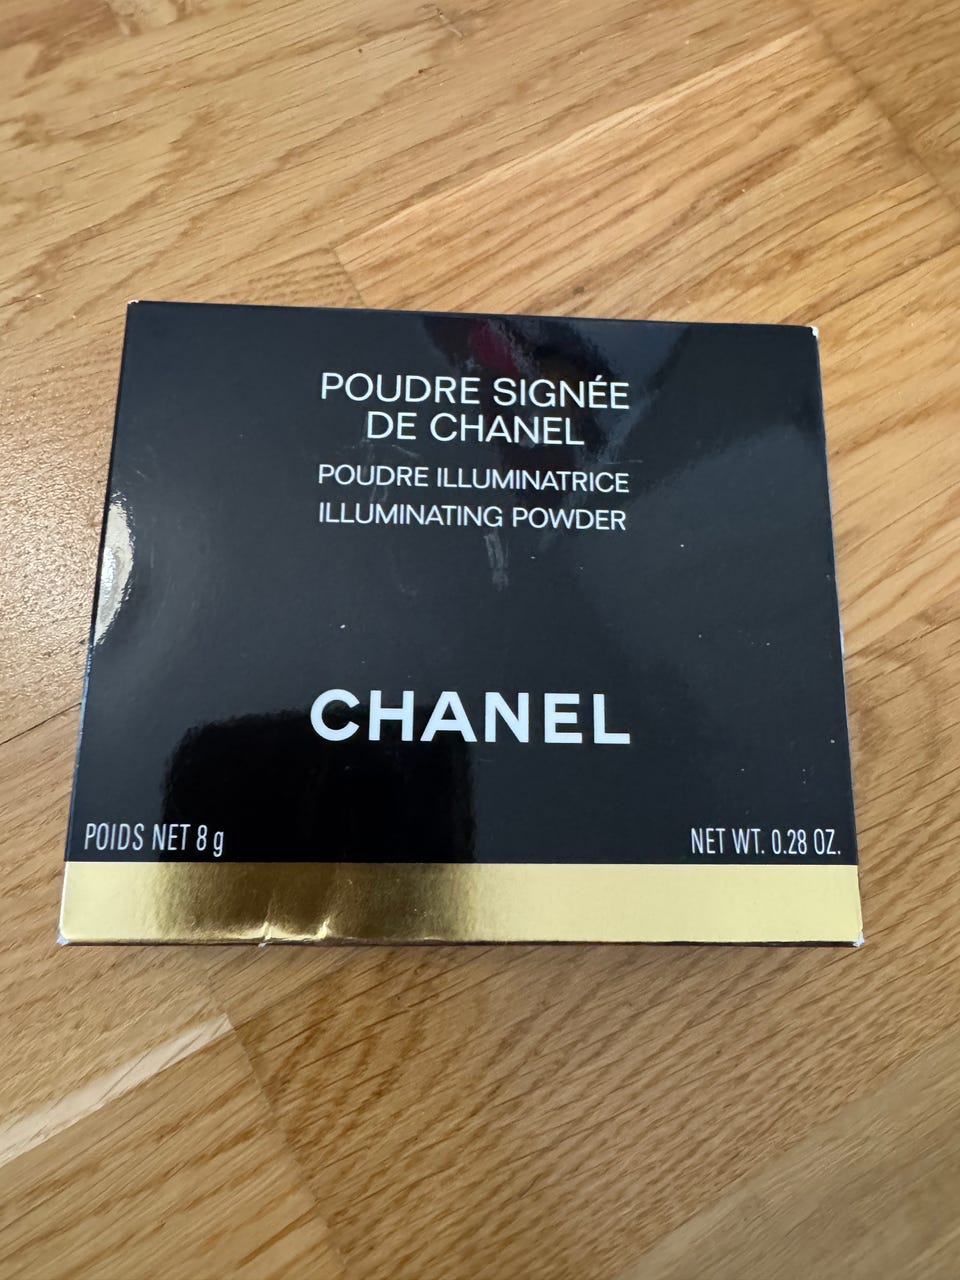 POUDRE SIGNÉE
DE CHANEL
POUDRE ILLUMINATRICE
ILLUMINATING POWDER
CHANEL
POIDS NET 8 g
NET WT. 0.28 OZ.